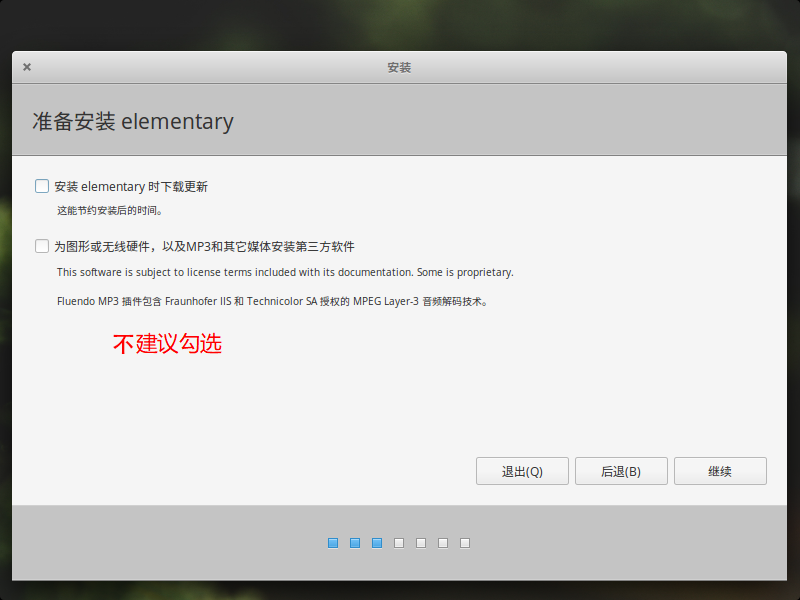 安装
准备安装 elementary
安装 elementary 时下载更新
这能节约安装后的时间。
为图形或无线硬件，以及MP3和其它媒体安装第三方软件
This software is subject to license terms included with its documentation. Some is proprietary.
Fluendo MP3 插件包含 Fraunhofer IIS 和 Technicolor SA 授权的 MPEG Layer-3 音频解码技术。
不建议勾选
退出(Q) 后退(B) 继续